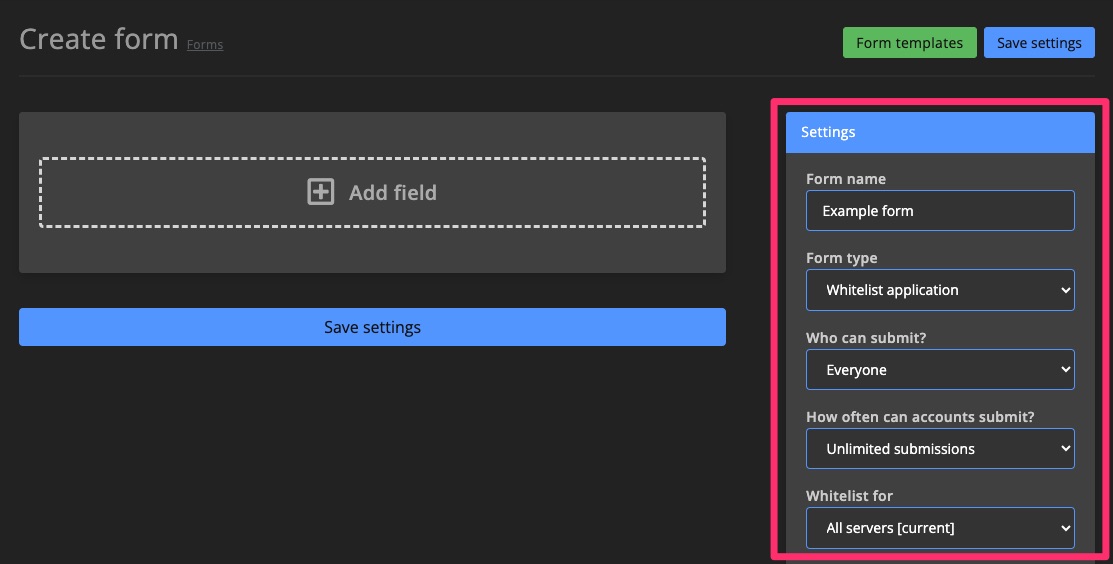 Create form Forms
Form templates
Save settings
Add field
Save settings
Settings
Form name
Example form
Form type
Whitelist application
Who can submit?
Everyone
How often can accounts submit?
Unlimited submissions
Whitelist for
All servers [current]